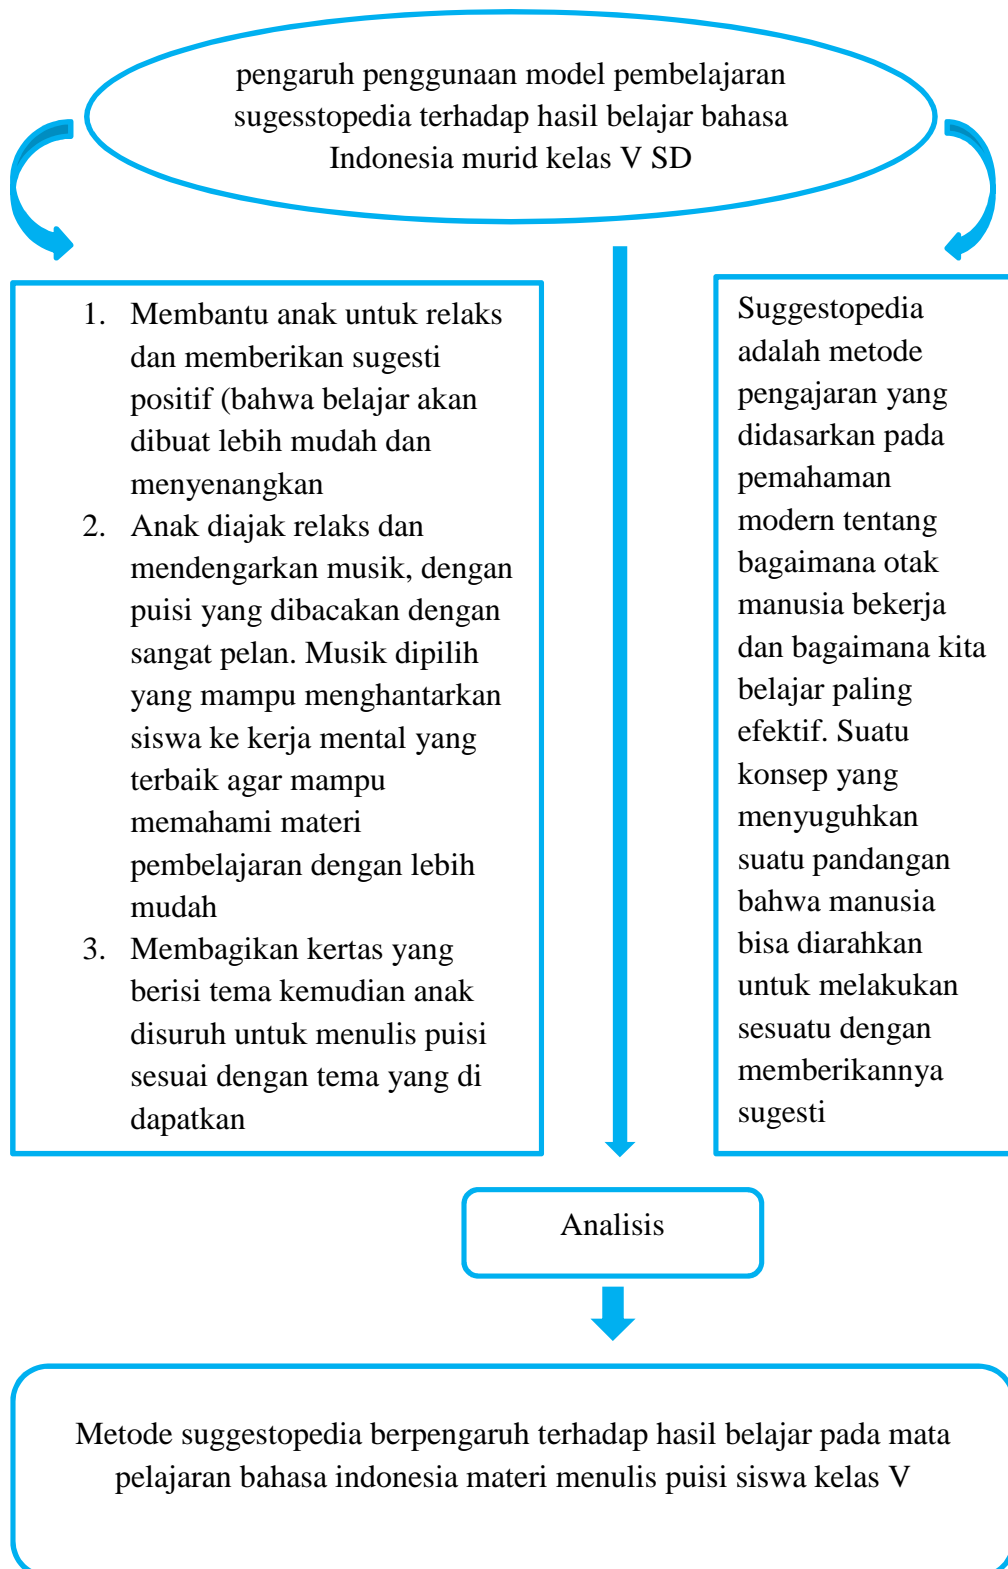 pengaruh penggunaan model pembelajaran
sugesstopedia terhadap hasil belajar bahasa
Indonesia murid kelas V SD
1. Membantu anak untuk relaks
dan memberikan sugesti
positif (bahwa belajar akan
dibuat lebih mudah dan
menyenangkan
2. Anak diajak relaks dan
mendengarkan musik, dengan
puisi yang dibacakan dengan
sangat pelan. Musik dipilih
yang mampu menghantarkan
siswa ke kerja mental yang
terbaik agar mampu
memahami materi
pembelajaran dengan lebih
mudah
3. Membagikan kertas yang
berisi tema kemudian anak
disuruh untuk menulis puisi
sesuai dengan tema yang di
dapatkan
Suggestopedia
adalah metode
pengajaran yang
didasarkan pada
pemahaman
modern tentang
bagaimana otak
manusia bekerja
dan bagaimana kita
belajar paling
efektif. Suatu
konsep yang
menyuguhkan
suatu pandangan
bahwa manusia
bisa diarahkan
untuk melakukan
sesuatu dengan
memberikannya
sugesti
Analisis
Metode suggestopedia berpengaruh terhadap hasil belajar pada mata
pelajaran bahasa indonesia materi menulis puisi siswa kelas V